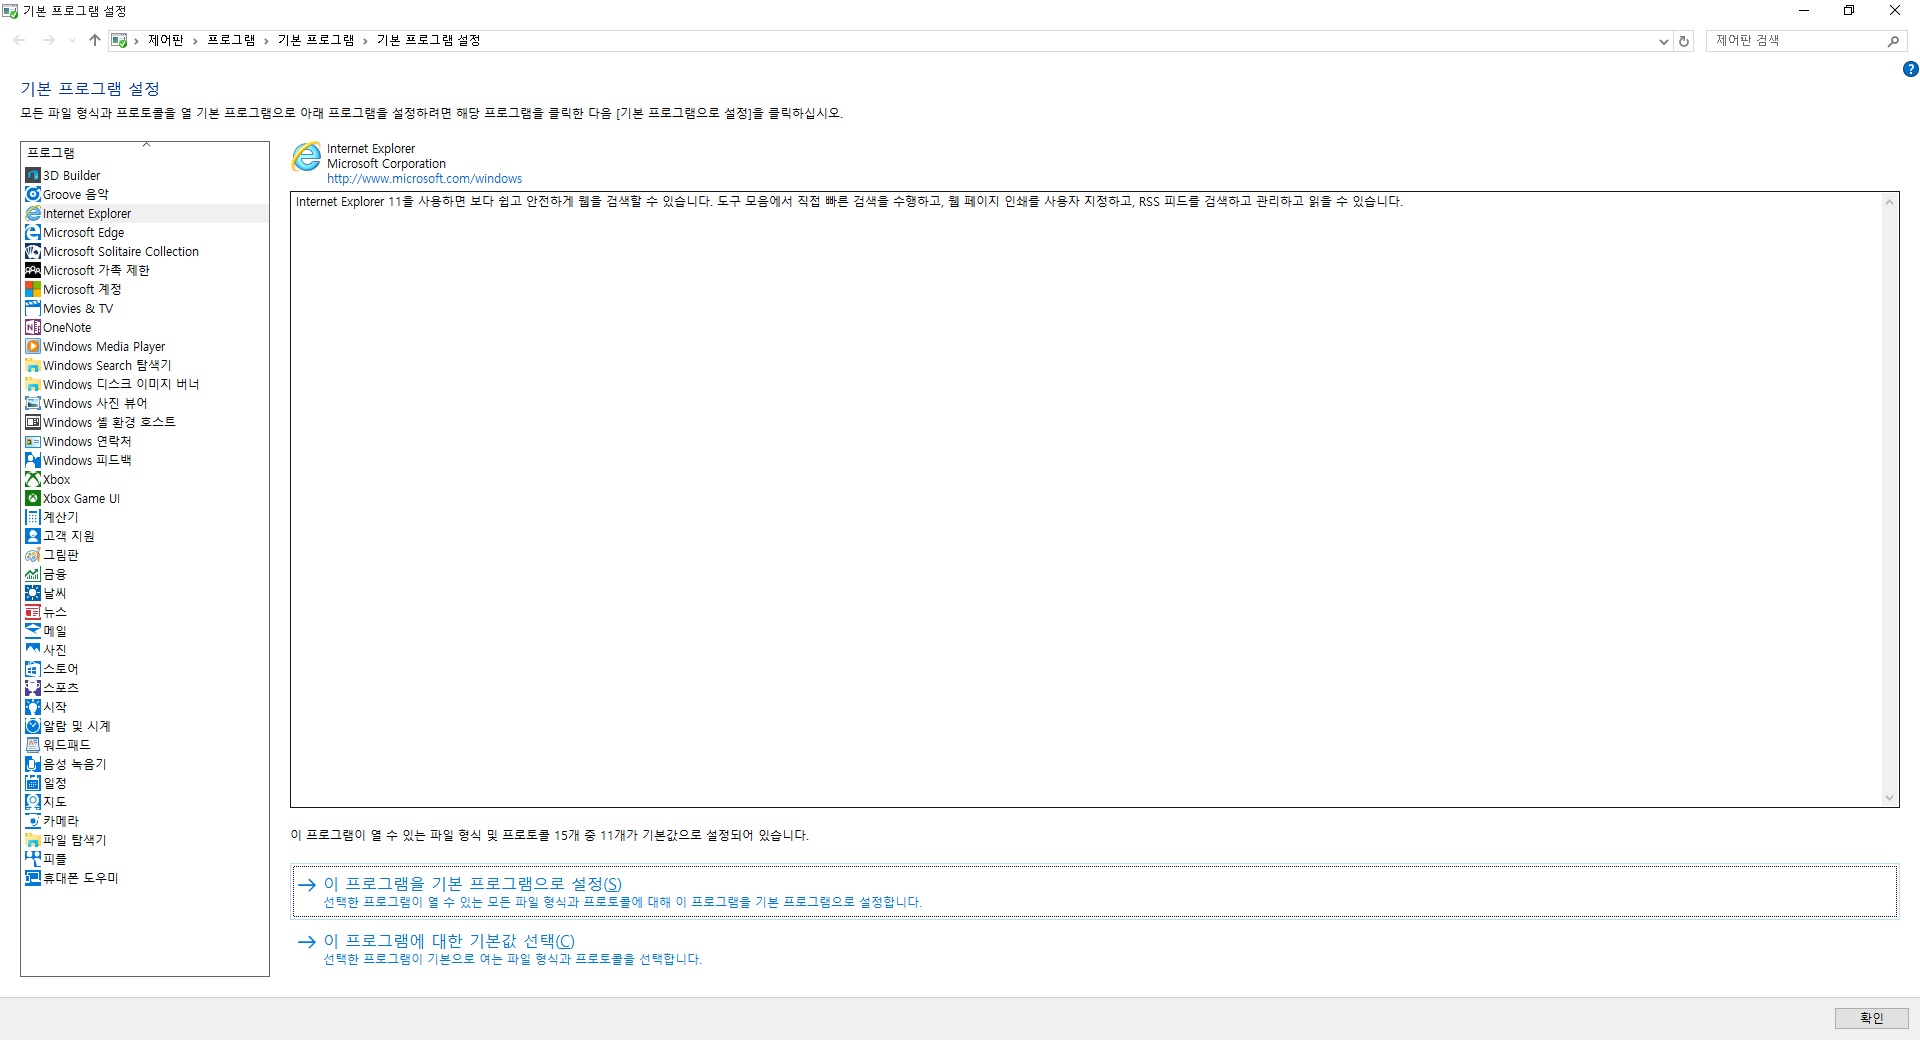 기본 프로그램 설정
제어판 › 프로그램 › 기본 프로그램 › 기본 프로그램 설정
제어판 검색
기본 프로그램 설정
모든 파일 형식과 프로토콜을 열 기본 프로그램으로 아래 프로그램을 설정하려면 해당 프로그램을 클릭한 다음 [기본 프로그램으로 설정]을 클릭하십시오.
프로그램
3D Builder
Groove 음악
Internet Explorer
Microsoft Edge
Microsoft Solitaire Collection
Microsoft 가족 제한
Microsoft 계정
Movies & TV
OneNote
Windows Media Player
Windows Search 탐색기
Windows 디스크 이미지 버너
Windows 사진 뷰어
Windows 셸 환경 호스트
Windows 연락처
Windows 피드백
Xbox
Xbox Game UI
계산기
고객 지원
그림판
금융
날씨
뉴스
메일
사진
스토어
스포츠
시작
알람 및 시계
워드패드
음성 녹음기
일정
지도
카메라
파일 탐색기
피플
휴대폰 도우미
Internet Explorer
Microsoft Corporation
http://www.microsoft.com/windows
Internet Explorer 11을 사용하면 보다 쉽고 안전하게 웹을 검색할 수 있습니다. 도구 모음에서 직접 빠른 검색을 수행하고, 웹 페이지 인쇄를 사용자 지정하고, RSS 피드를 검색하고 관리하고 읽을 수 있습니다.
이 프로그램이 열 수 있는 파일 형식 및 프로토콜 15개 중 11개가 기본값으로 설정되어 있습니다.
이 프로그램을 기본 프로그램으로 설정(S)
선택한 프로그램이 열 수 있는 모든 파일 형식과 프로토콜에 대해 이 프로그램을 기본 프로그램으로 설정합니다.
이 프로그램에 대한 기본값 선택(C)
선택한 프로그램이 기본으로 여는 파일 형식과 프로토콜을 선택합니다.
확인